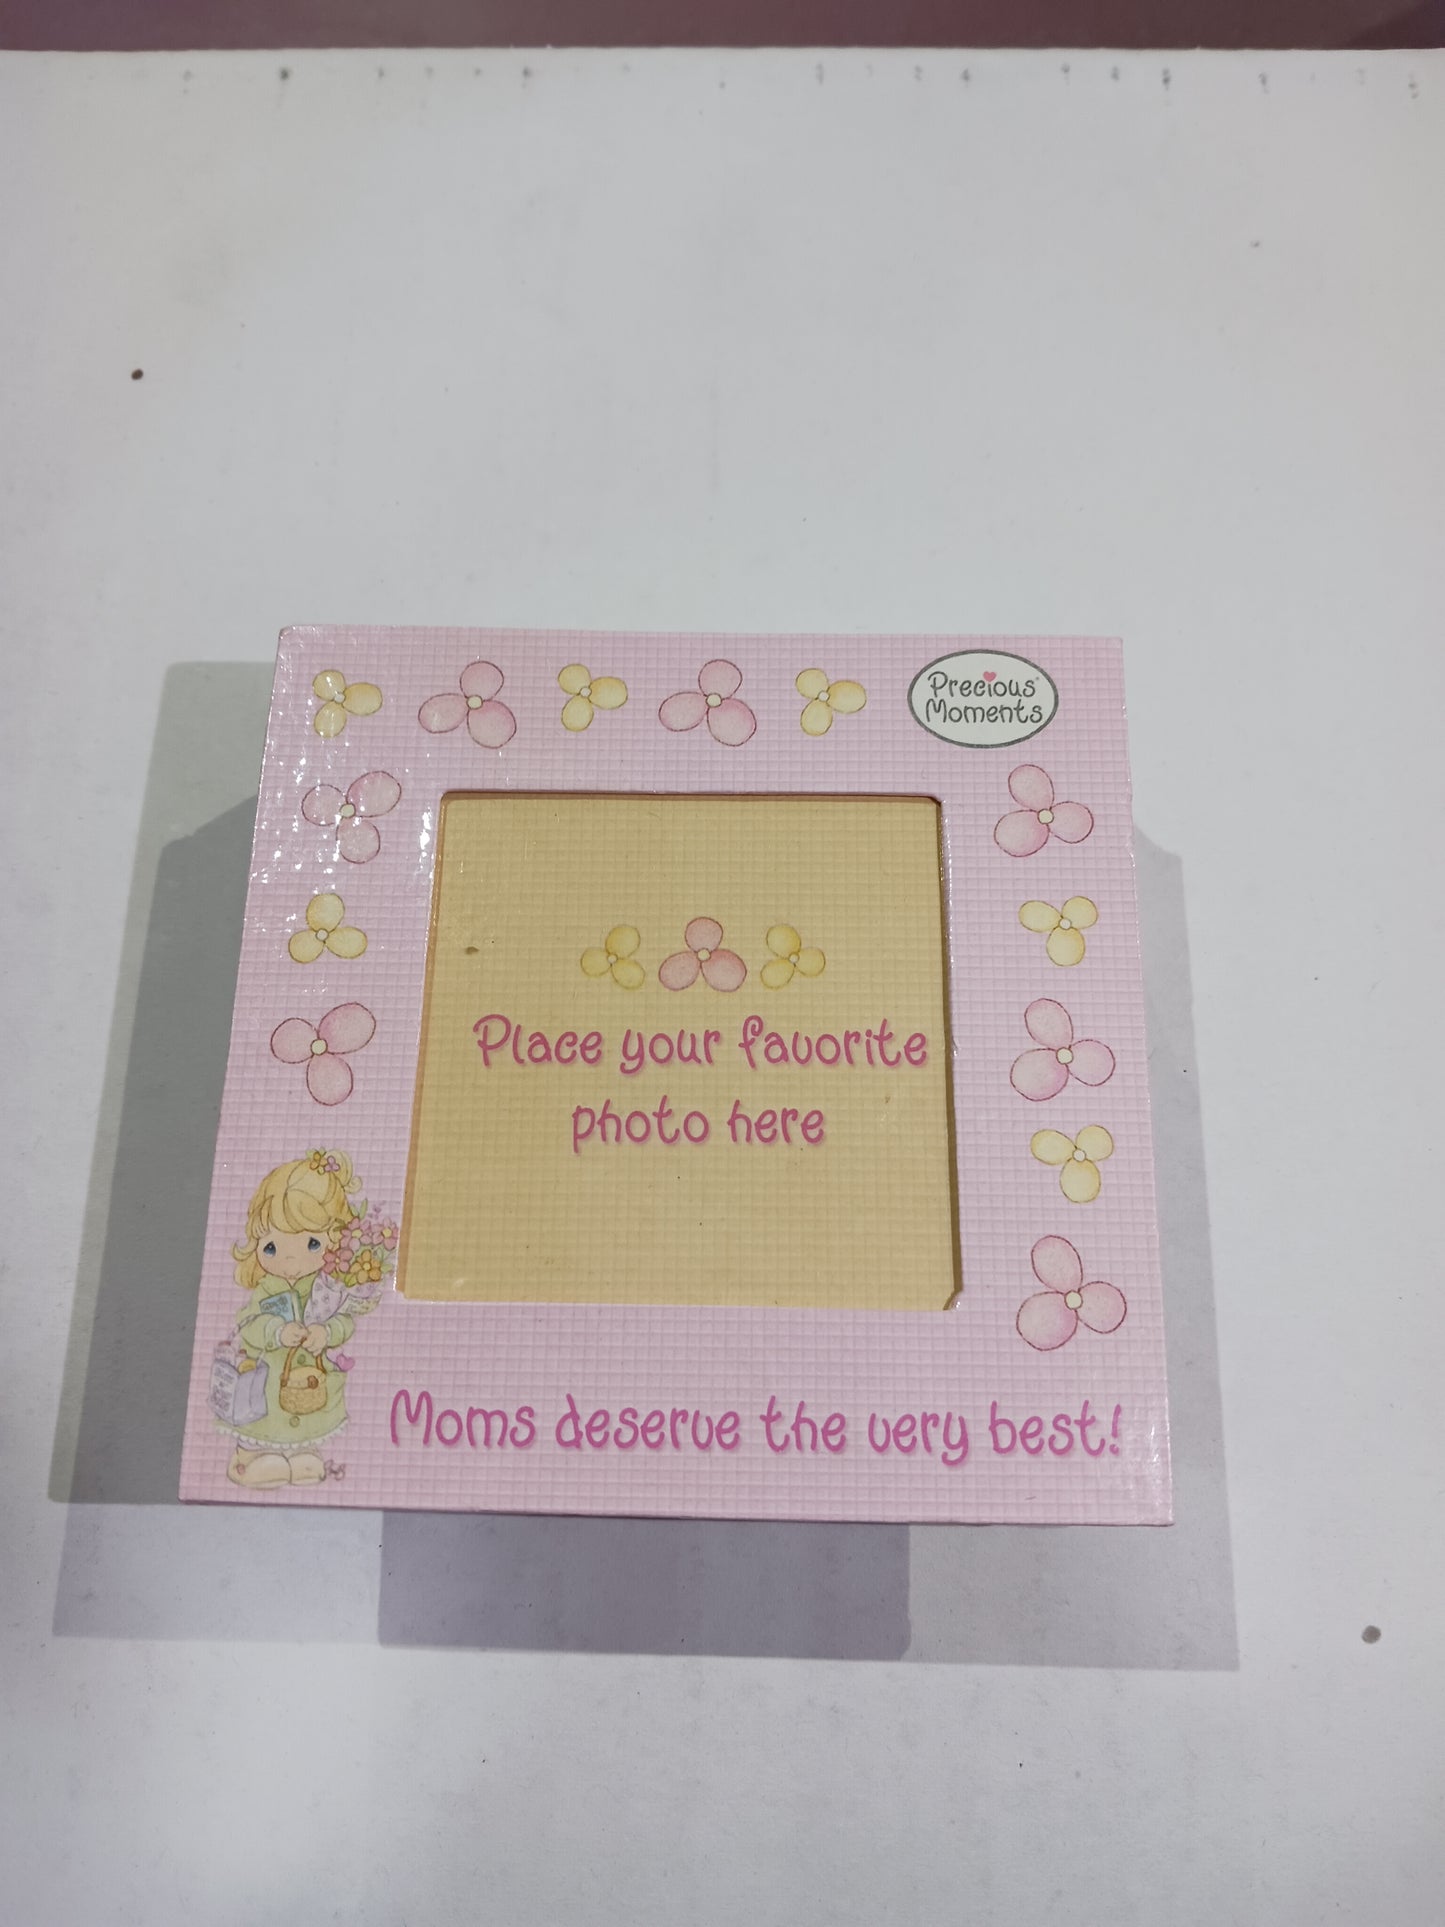 Precious
Moments
Place your favorite
photo here
Moms deserve the very best!